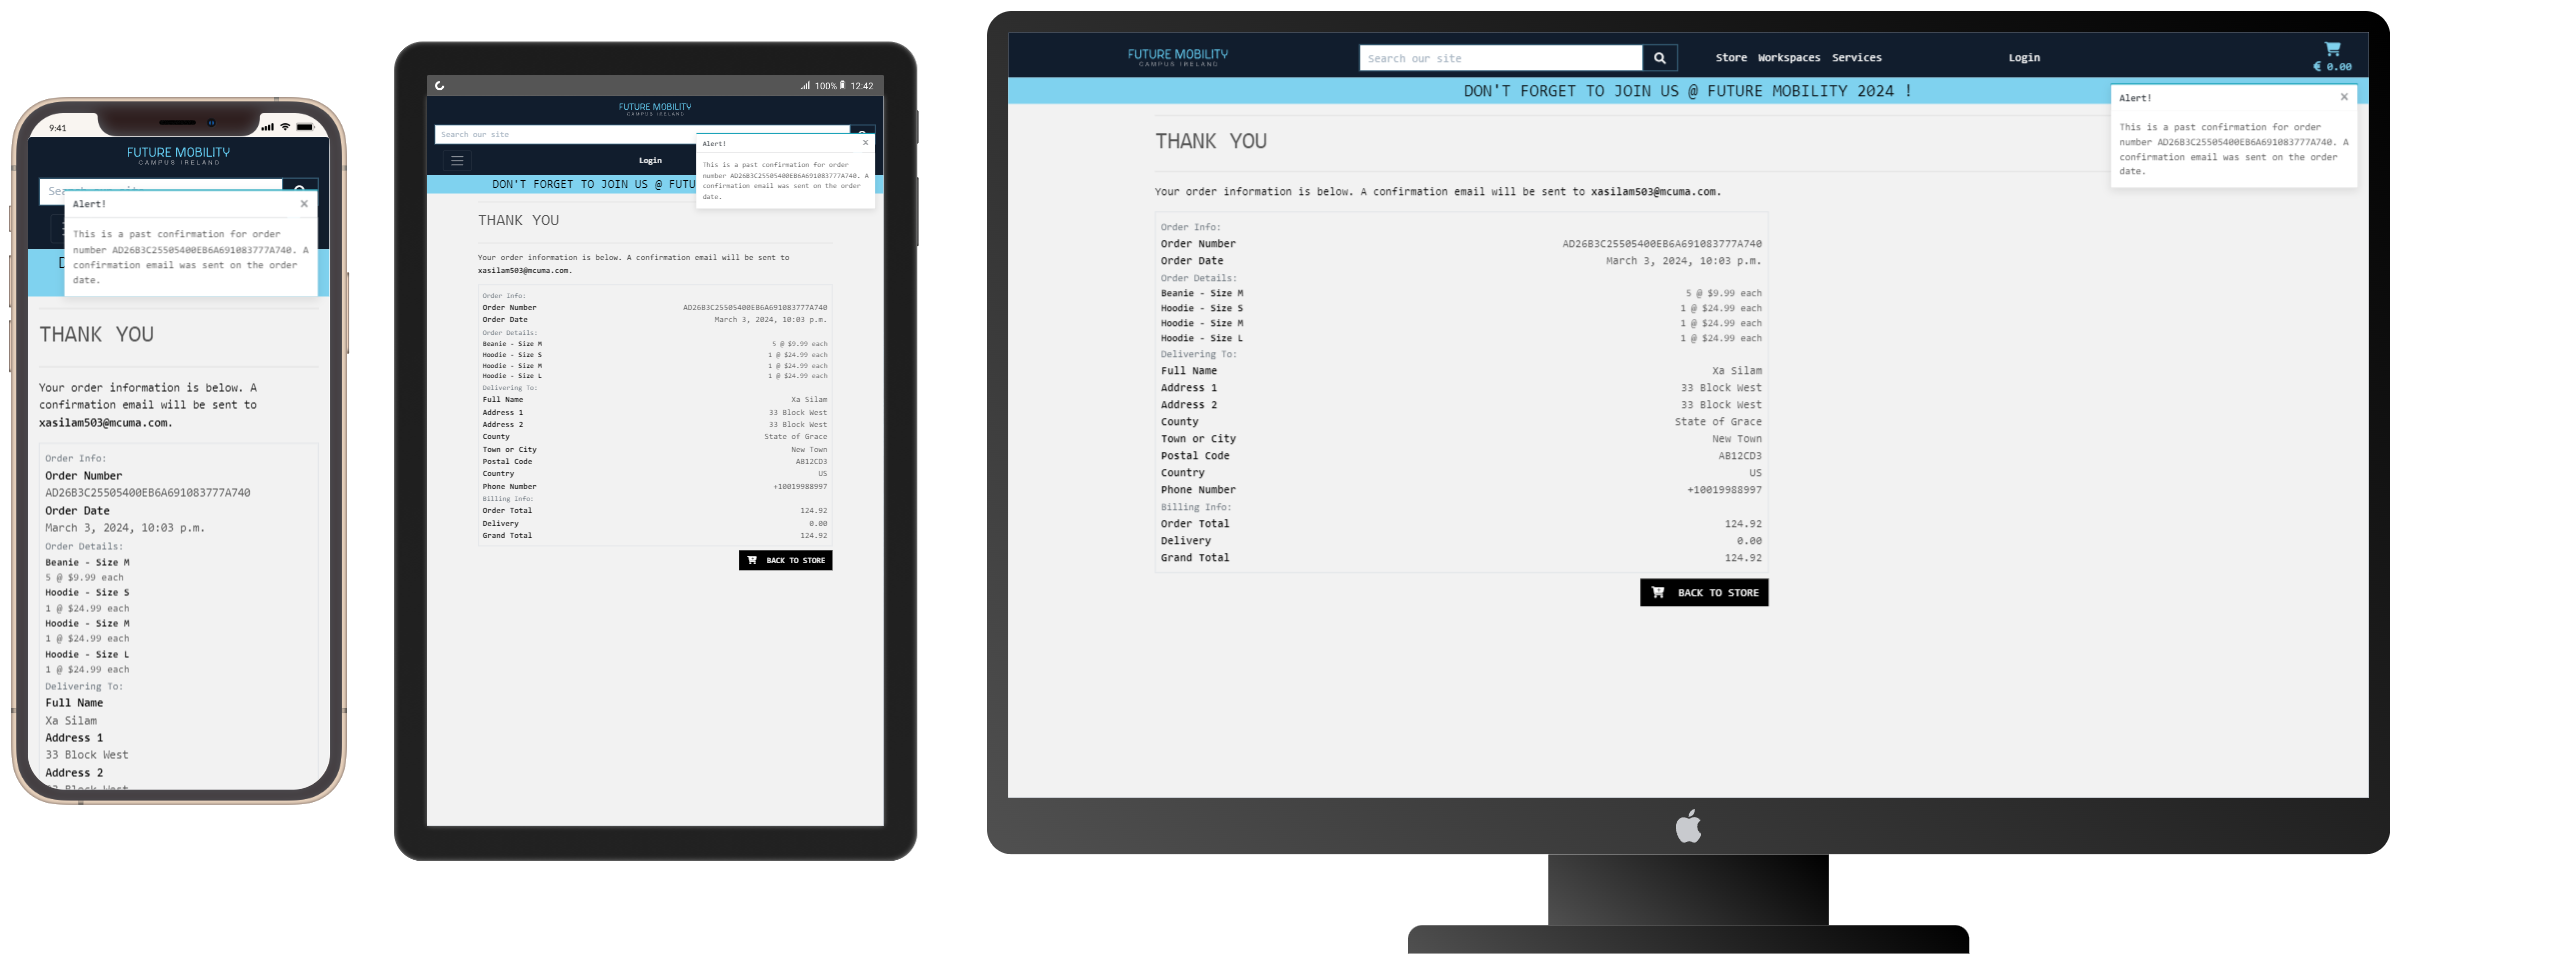 9:41
FUTURE MOBILITY
CAMPUS IRELAND
Alert!
This is a past confirmation for order
number AD26B3C25505400EB6A691083777A740. A
confirmation email was sent on the order
date.
THANK YOU
Your order information is below. A
confirmation email will be sent to
xasilam503@mcuma.com.
Order Info:
Order Number
AD26B3C25505400EB6A691083777A740
Order Date
March 3, 2024, 10:03 p.m.
Order Details:
Beanie - Size M
5 @ $9.99 each
Hoodie - Size S
1 @ $24.99 each
Hoodie - Size M
1 @ $24.99 each
Hoodie - Size L
1 @ $24.99 each
Delivering To:
Full Name
Xa Silam
Address 1
33 Block West
Address 2
33 Block West
100% 12:42
FUTURE MOBILITY
CAMPUS IRELAND
Search our site
Login
DON'T FORGET TO JOIN US @ FUTU
Alert!
This is a past confirmation for order
number AD26B3C25505400EB6A691083777A740. A
confirmation email was sent on the order
date.
THANK YOU
Your order information is below. A confirmation email will be sent to
xasilam503@mcuma.com.
Order Info:
Order Number AD26B3C25505400EB6A691083777A740
Order Date March 3, 2024, 10:03 p.m.
Order Details:
Beanie - Size M 5 @ $9.99 each
Hoodie - Size S 1 @ $24.99 each
Hoodie - Size M 1 @ $24.99 each
Hoodie - Size L 1 @ $24.99 each
Delivering To:
Full Name Xa Silam
Address 1 33 Block West
Address 2 33 Block West
County State of Grace
Town or City New Town
Postal Code AB12CD3
Country US
Phone Number +10019988997
Billing Info:
Order Total 124.92
Delivery 0.00
Grand Total 124.92
BACK TO STORE
FUTURE MOBILITY
CAMPUS IRELAND
Search our site
Store Workspaces Services
Login
€ 0.00
DON'T FORGET TO JOIN US @ FUTURE MOBILITY 2024 !
Alert!
This is a past confirmation for order
number AD26B3C25505400EB6A691083777A740. A
confirmation email was sent on the order
date.
THANK YOU
Your order information is below. A confirmation email will be sent to xasilam503@mcuma.com.
Order Info:
Order Number AD26B3C25505400EB6A691083777A740
Order Date March 3, 2024, 10:03 p.m.
Order Details:
Beanie - Size M 5 @ $9.99 each
Hoodie - Size S 1 @ $24.99 each
Hoodie - Size M 1 @ $24.99 each
Hoodie - Size L 1 @ $24.99 each
Delivering To:
Full Name Xa Silam
Address 1 33 Block West
Address 2 33 Block West
County State of Grace
Town or City New Town
Postal Code AB12CD3
Country US
Phone Number +10019988997
Billing Info:
Order Total 124.92
Delivery 0.00
Grand Total 124.92
BACK TO STORE